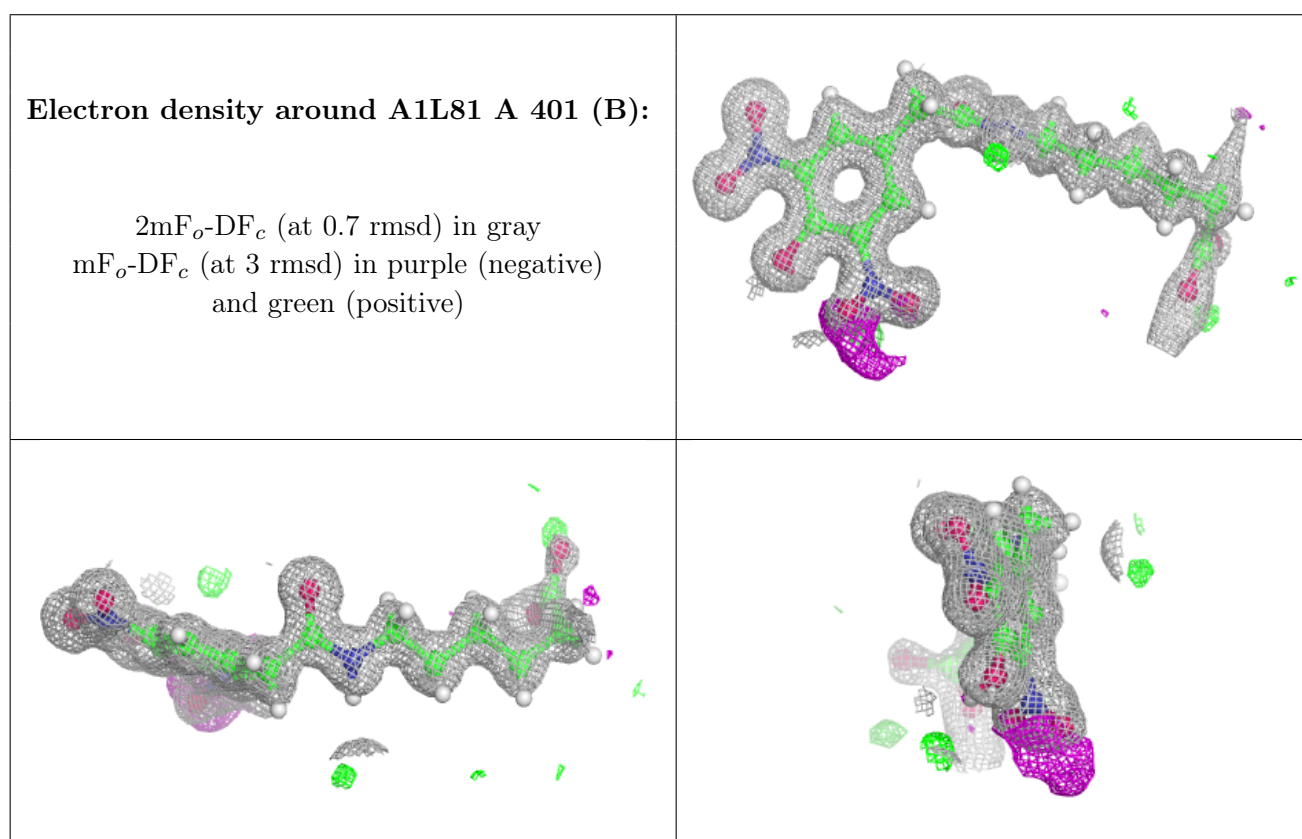 Electron density around A1L81 A 401 (B):
2mFo-DFc (at 0.7 rmsd) in gray
mFo-DFc (at 3 rmsd) in purple (negative)
and green (positive)